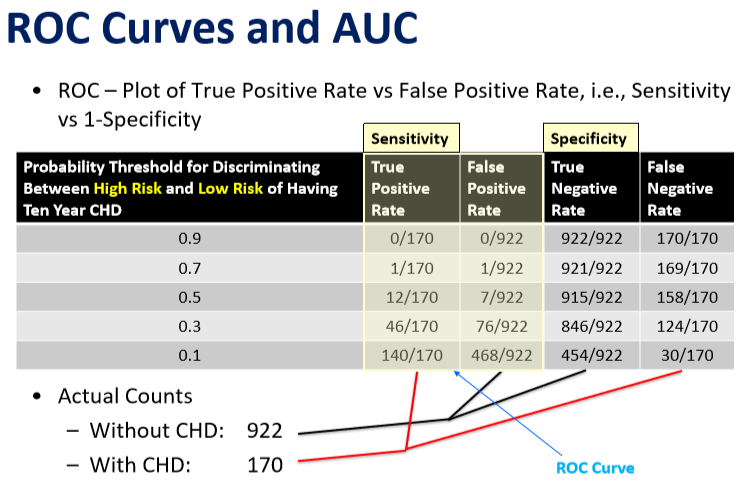 ROC Curves and AUC
• ROC – Plot of True Positive Rate vs False Positive Rate, i.e., Sensitivity
vs 1-Specificity
Sensitivity Specificity
Probability Threshold for Discriminating True False True False
Between High Risk and Low Risk of Having Positive Positive Negative Negative
Ten Year CHD Rate Rate Rate Rate
0.9 0/170 0/922 922/922 170/170
0.7 1/170 1/922 921/922 169/170
0.5 12/170 7/922 915/922 158/170
0.3 46/170 76/922 846/922 124/170
0.1 140/170 468/922 454/922 30/170
• Actual Counts
– Without CHD: 922
– With CHD: 170
ROC Curve